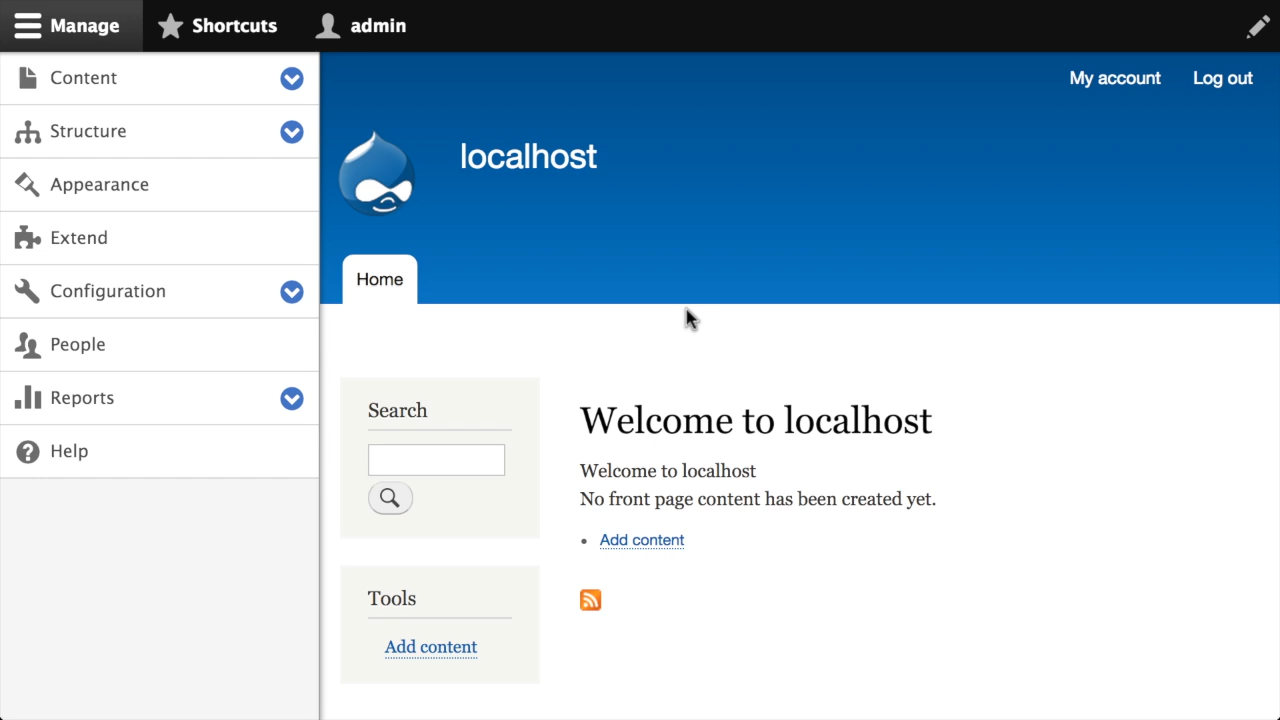 Manage Shortcuts admin
Content
Structure
Appearance
Extend
Configuration
People
Reports
Help
My account Log out
localhost
Home
Search
Tools
Add content
Welcome to localhost
Welcome to localhost
No front page content has been created yet.
Add content